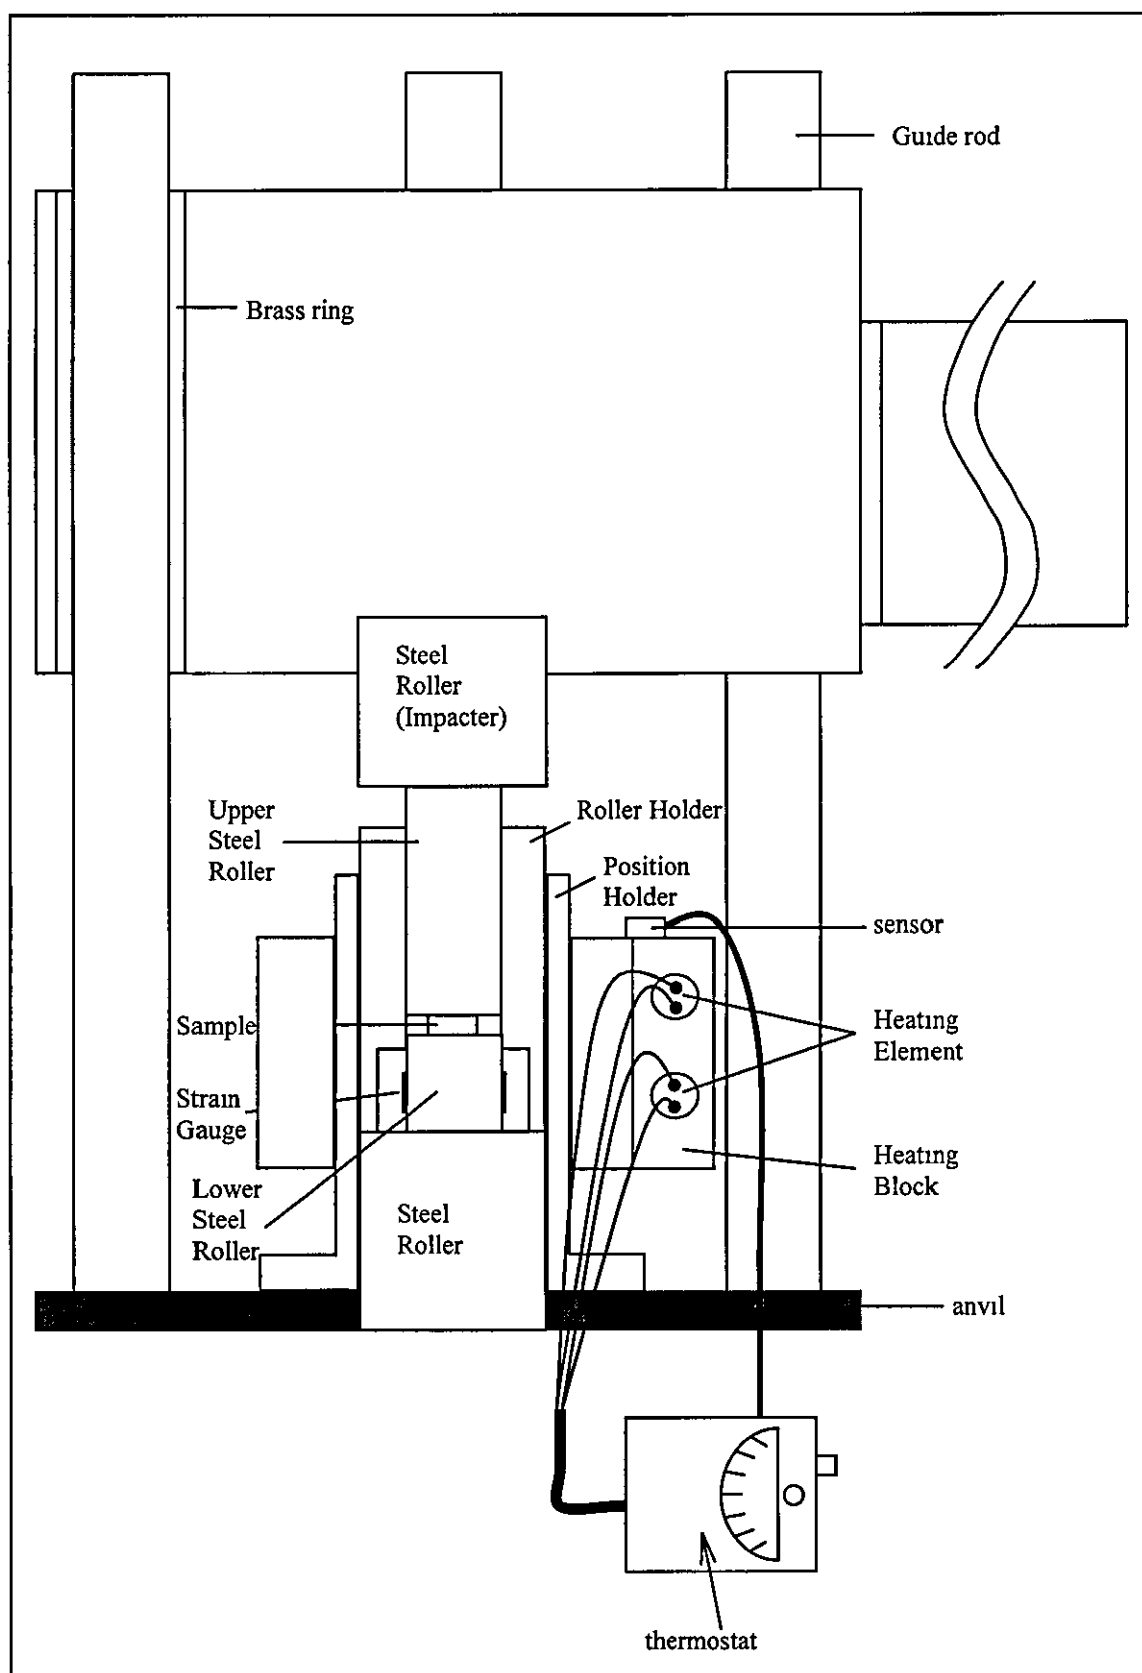 Guide rod
Brass ring
Steel
Roller
(Impacter)
Upper
Steel
Roller
Roller Holder
Position
Holder
sensor
Sample
Heating
Element
Strain
Gauge
Heating
Block
Lower
Steel
Roller
Steel
Roller
anvil
thermostat